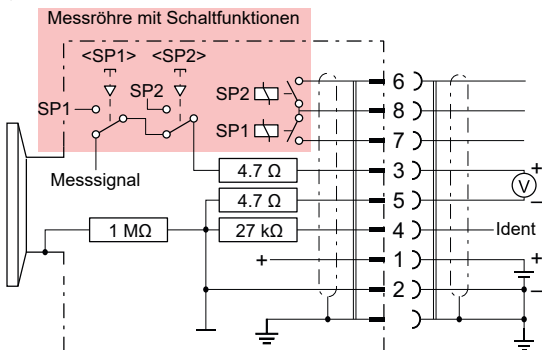 Messröhre mit Schaltfunktionen
<SP1> <SP2>
SP1 SP2
SP2
SP1
Messsignal
6
8
7
4.7 Ω 3 +
V
4.7 Ω 5 –
1 MΩ 27 kΩ 4 Ident
+ 1 +
2 –